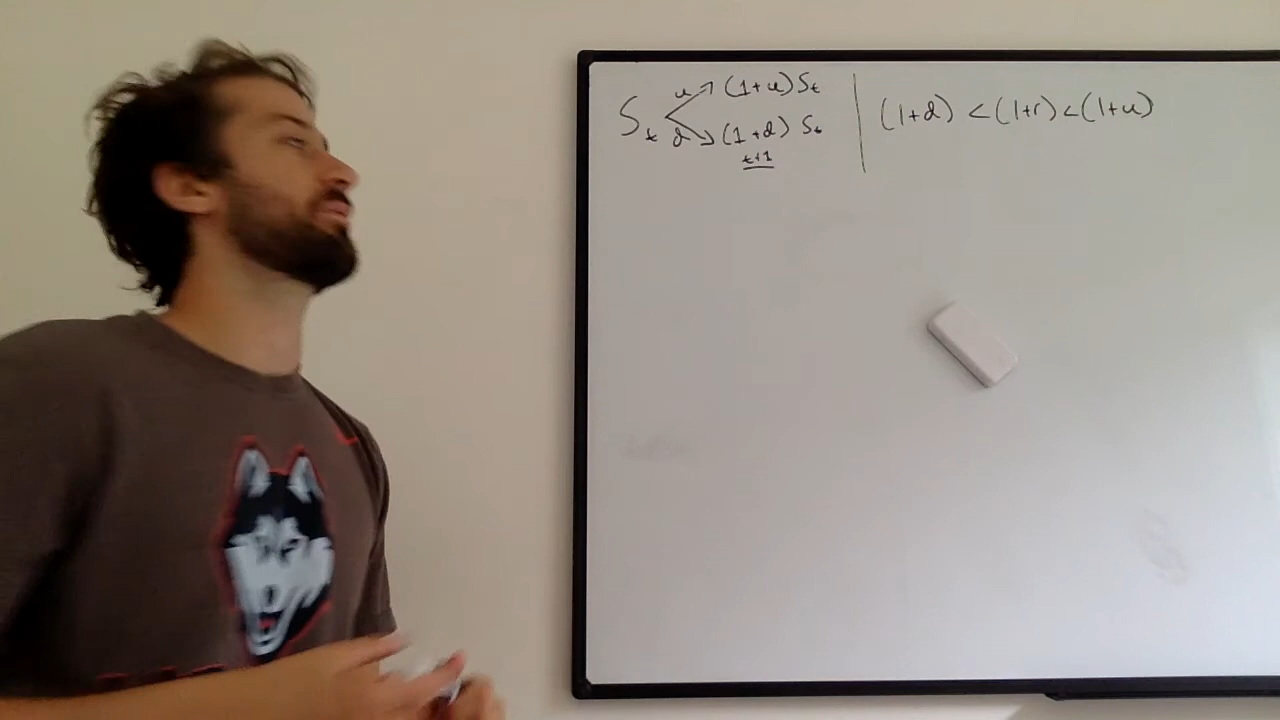 S_t u ↗ (1+u) S_t
d ↘ (1+d) S_t
t+1
(1+d) < (1+r) < (1+u)